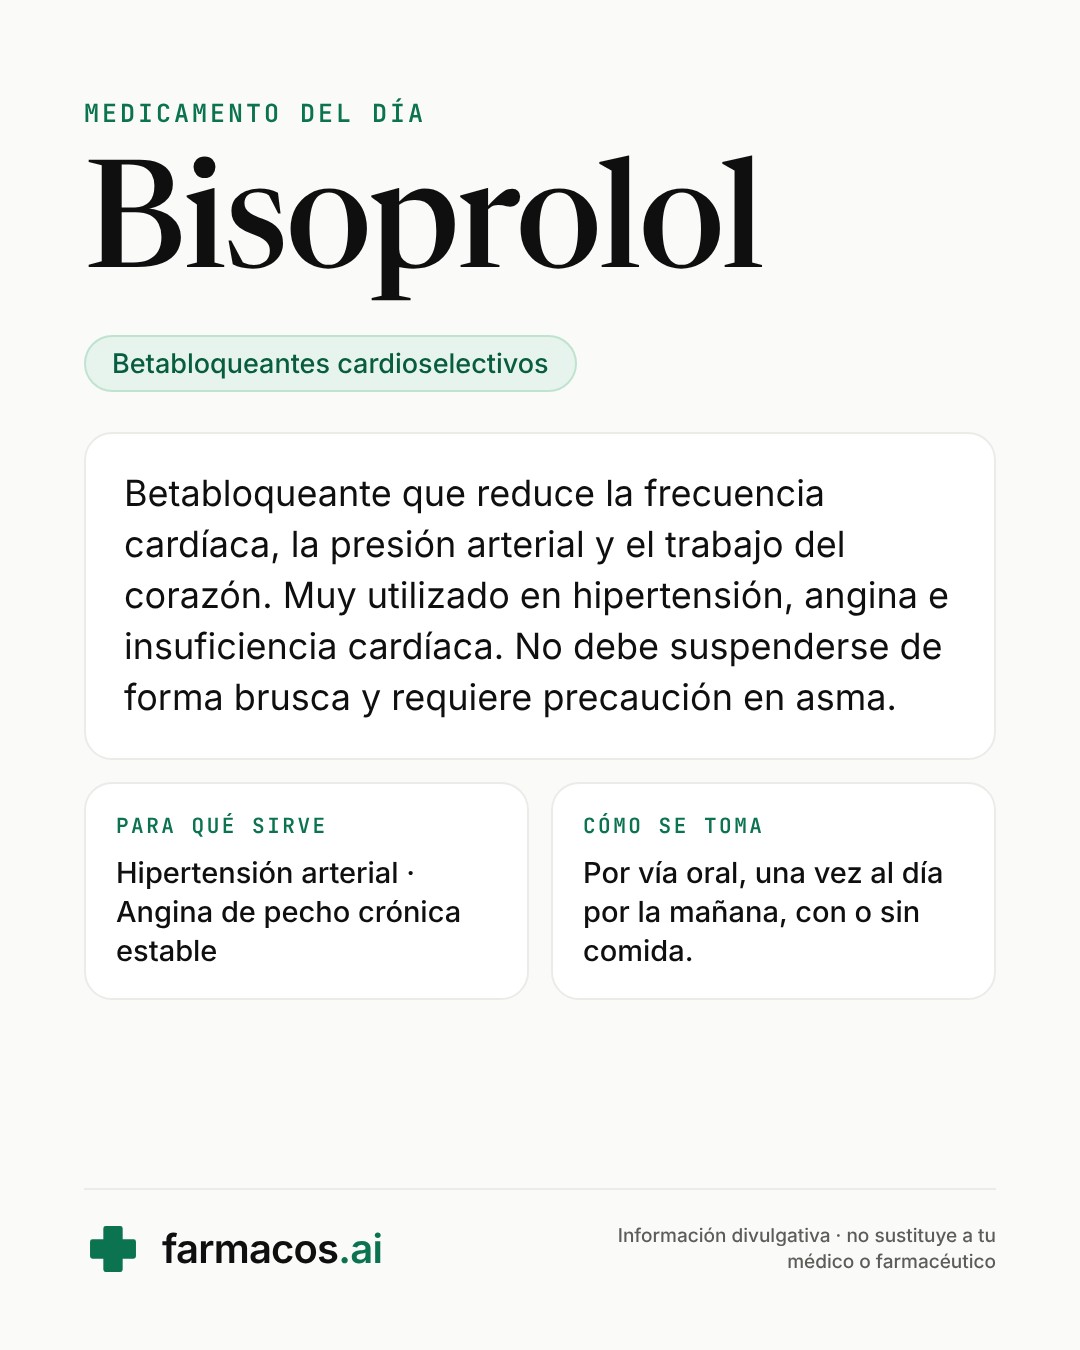 MEDICAMENTO DEL DÍA
Bisoprolol
Betabloqueantes cardioselectivos
Betabloqueante que reduce la frecuencia
cardíaca, la presión arterial y el trabajo del
corazón. Muy utilizado en hipertensión, angina e
insuficiencia cardíaca. No debe suspenderse de
forma brusca y requiere precaución en asma.
PARA QUÉ SIRVE
Hipertensión arterial ·
Angina de pecho crónica
estable
CÓMO SE TOMA
Por vía oral, una vez al día
por la mañana, con o sin
comida.
farmacos.ai
Información divulgativa · no sustituye a tu
médico o farmacéutico